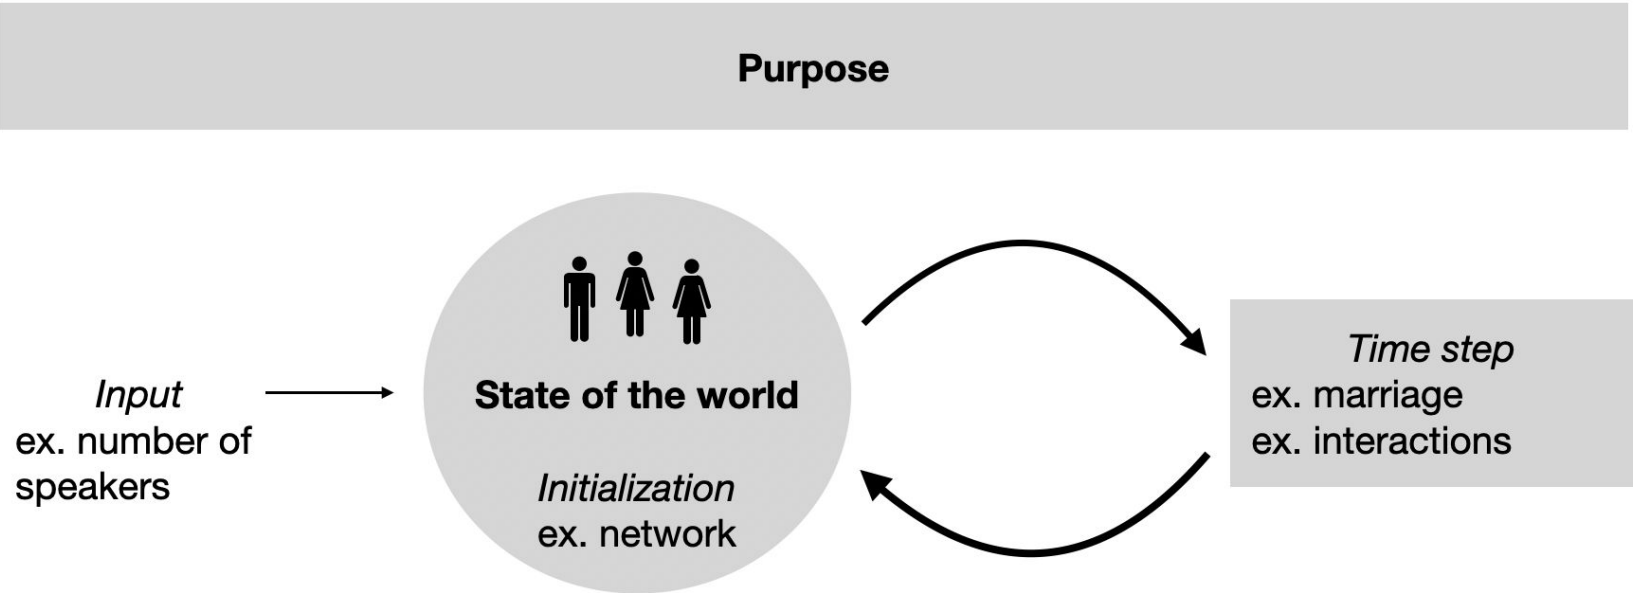 Purpose
Input
ex. number of
speakers
State of the world
Initialization
ex. network
Time step
ex. marriage
ex. interactions